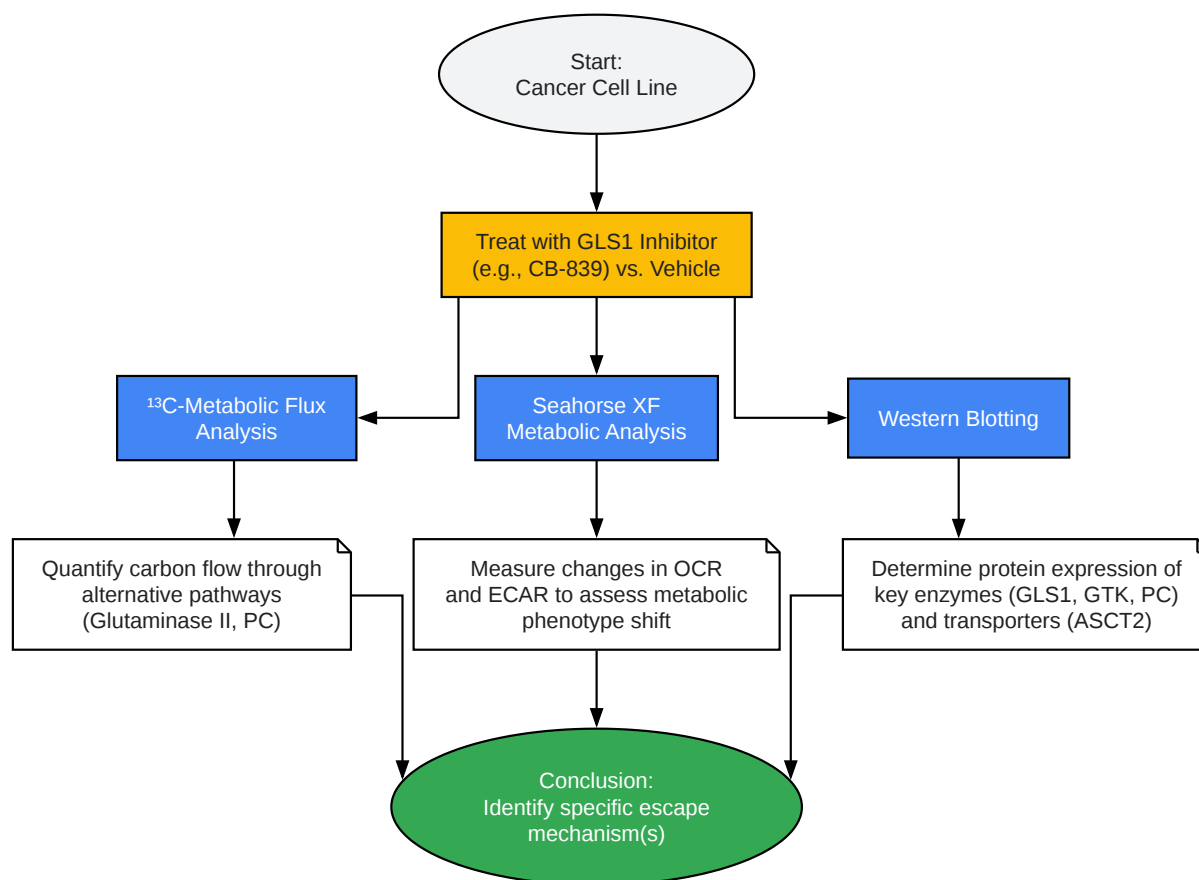 Start:
Cancer Cell Line
Treat with GLS1 Inhibitor
(e.g., CB-839) vs. Vehicle
¹³C-Metabolic Flux
Analysis
Seahorse XF
Metabolic Analysis
Western Blotting
Quantify carbon flow through
alternative pathways
(Glutaminase II, PC)
Measure changes in OCR
and ECAR to assess metabolic
phenotype shift
Determine protein expression of
key enzymes (GLS1, GTK, PC)
and transporters (ASCT2)
Conclusion:
Identify specific escape
mechanism(s)